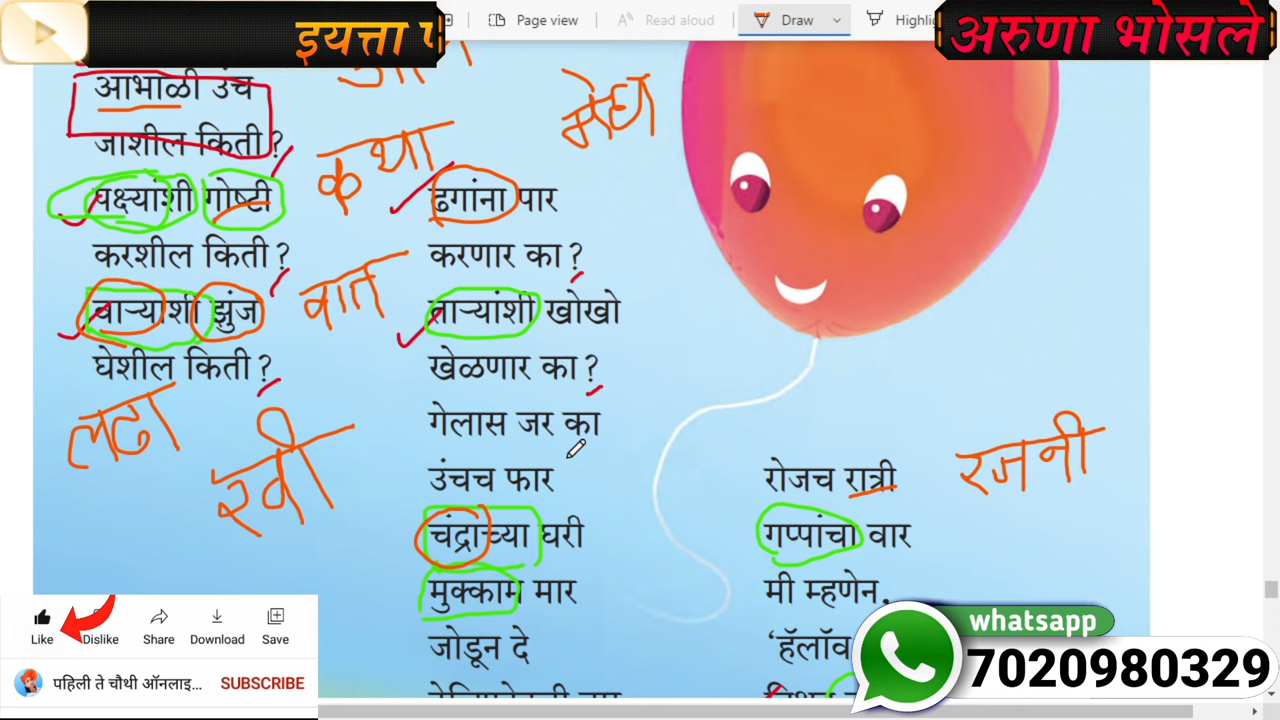 Page view
Read aloud
Draw
इयत्ता
अरुणा भोसले
आभाळी उंच
जाशील किती?
पक्ष्यांशी गोष्टी
करशील किती?
वाऱ्याशी झुंज
घेशील किती?
कथा
वात
लढा
रवी
मेघ
ढगांना पार
करणार का?
ताऱ्यांशी खोखो
खेळणार का?
गेलास जर का
उंचच फार
चंद्राच्या घरी
मुक्काम मार
जोडून दे
रोजच रात्री
रजनी
गप्पांचा वार
मी म्हणेन,
whatsapp
7020980329
Like
Dislike
Share
Download
Save
पहिली ते चौथी ऑनलाइ...
SUBSCRIBE